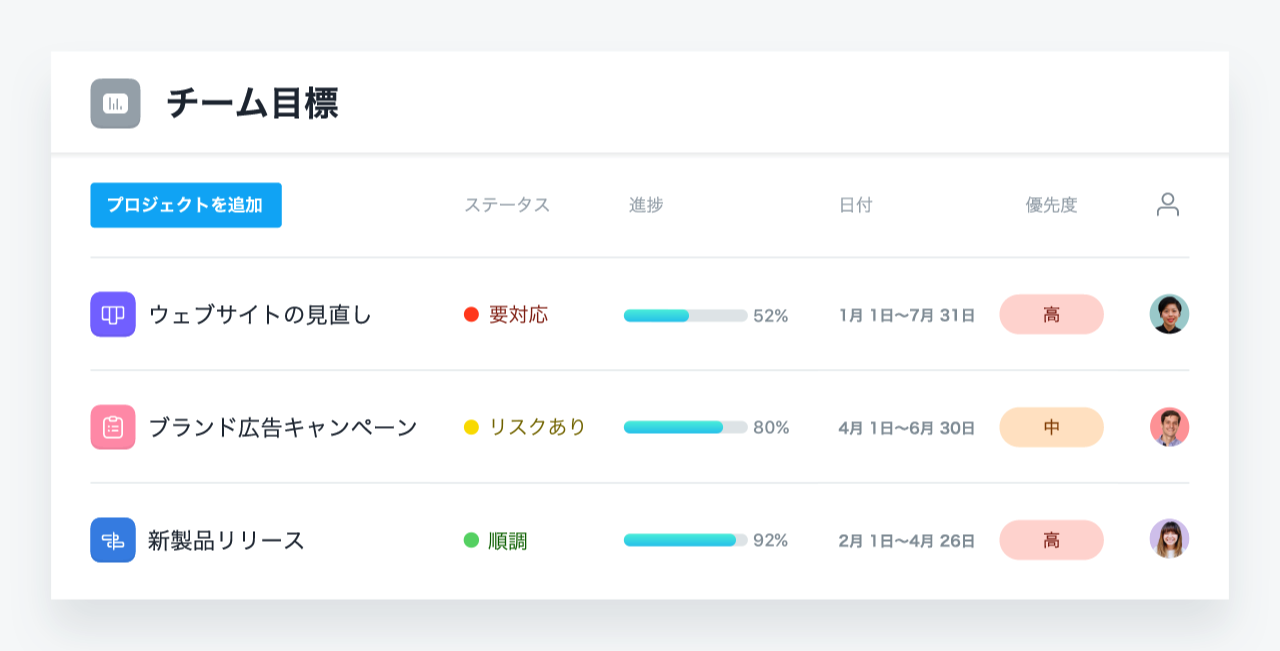 チーム目標
プロジェクトを追加 ステータス 進捗 日付 優先度
ウェブサイトの見直し 要対応 52% 1月 1日〜7月 31日 高
ブランド広告キャンペーン リスクあり 80% 4月 1日〜6月 30日 中
新製品リリース 順調 92% 2月 1日〜4月 26日 高